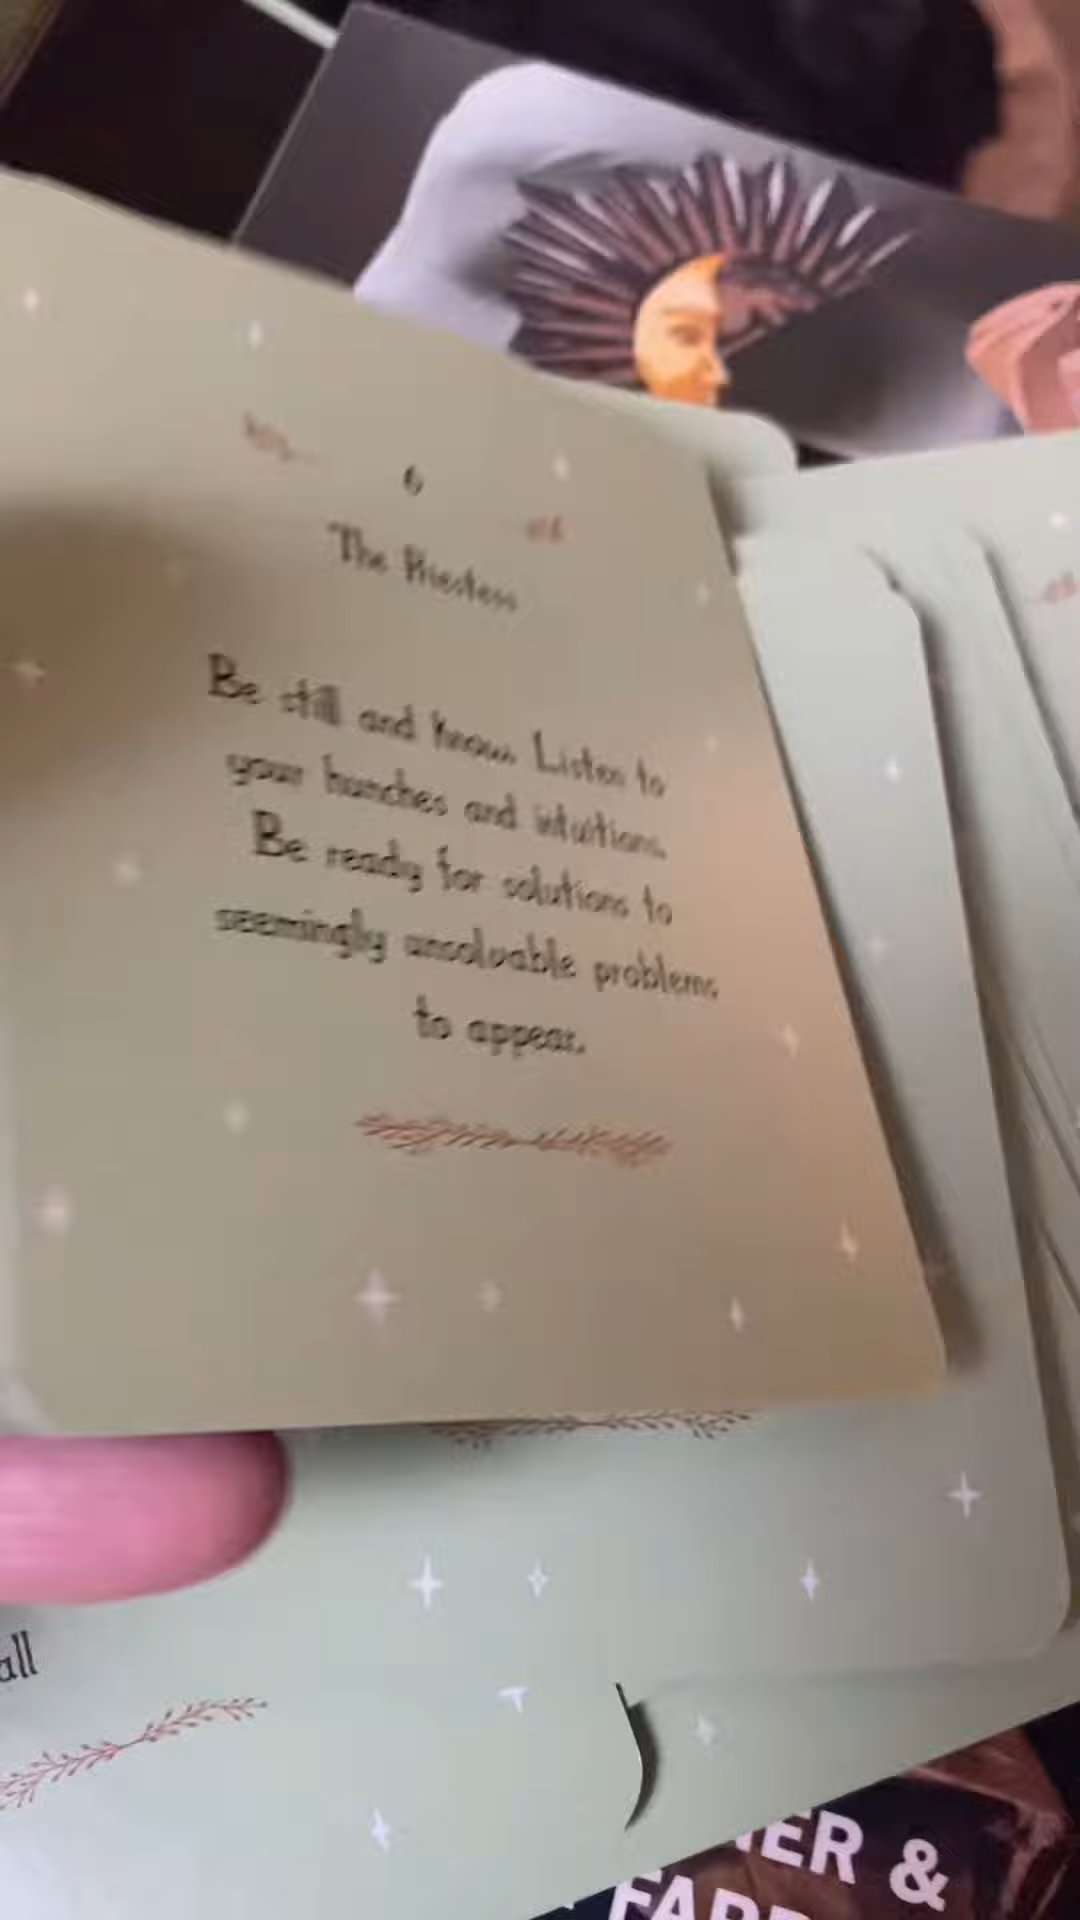 6
The Priestess
Be still and know. Listen to
your hunches and intuitions.
Be ready for solutions to
seemingly unsolvable problems
to appear.
all
&